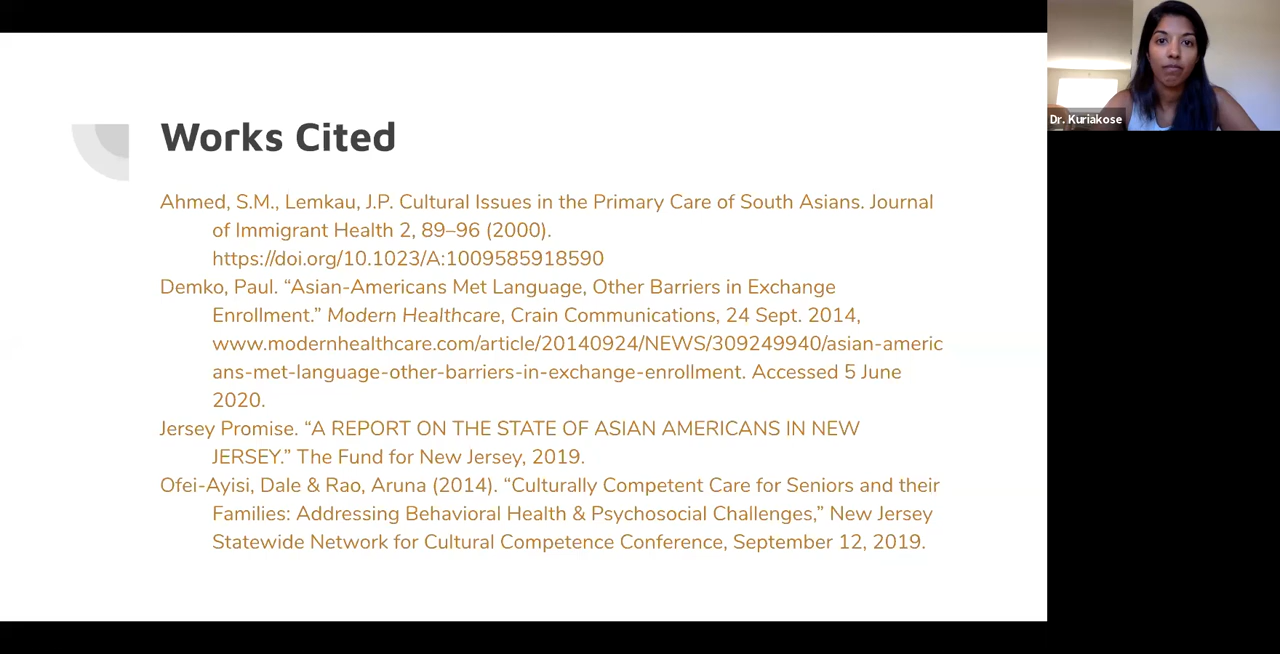 Works Cited
Ahmed, S.M., Lemkau, J.P. Cultural Issues in the Primary Care of South Asians. Journal
of Immigrant Health 2, 89–96 (2000).
https://doi.org/10.1023/A:1009585918590
Demko, Paul. “Asian-Americans Met Language, Other Barriers in Exchange
Enrollment.” Modern Healthcare, Crain Communications, 24 Sept. 2014,
www.modernhealthcare.com/article/20140924/NEWS/309249940/asian-americ
ans-met-language-other-barriers-in-exchange-enrollment. Accessed 5 June
2020.
Jersey Promise. “A REPORT ON THE STATE OF ASIAN AMERICANS IN NEW
JERSEY.” The Fund for New Jersey, 2019.
Ofei-Ayisi, Dale & Rao, Aruna (2014). “Culturally Competent Care for Seniors and their
Families: Addressing Behavioral Health & Psychosocial Challenges,” New Jersey
Statewide Network for Cultural Competence Conference, September 12, 2019.
Dr. Kuriakose